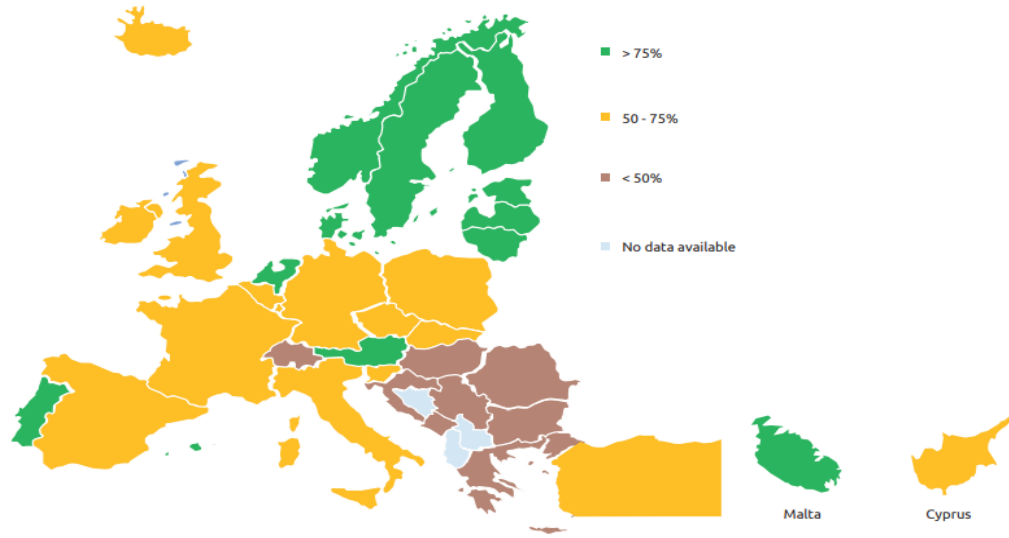 > 75%
50 - 75%
< 50%
No data available
Malta
Cyprus